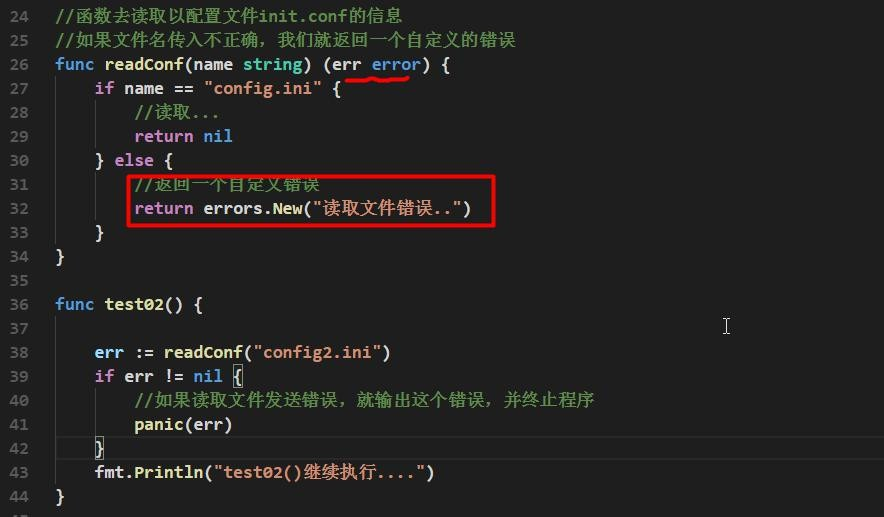 24 //函数去读取以配置文件init.conf的信息
25 //如果文件名传入不正确，我们就返回一个自定义的错误
26 func readConf(name string) (err error) {
27     if name == "config.ini" {
28         //读取...
29         return nil
30     } else {
31         //返回一个自定义错误
32         return errors.New("读取文件错误..")
33     }
34 }
35
36 func test02() {
37
38     err := readConf("config2.ini")
39     if err != nil {
40         //如果读取文件发送错误，就输出这个错误，并终止程序
41         panic(err)
42     }
43     fmt.Println("test02()继续执行....")
44 }